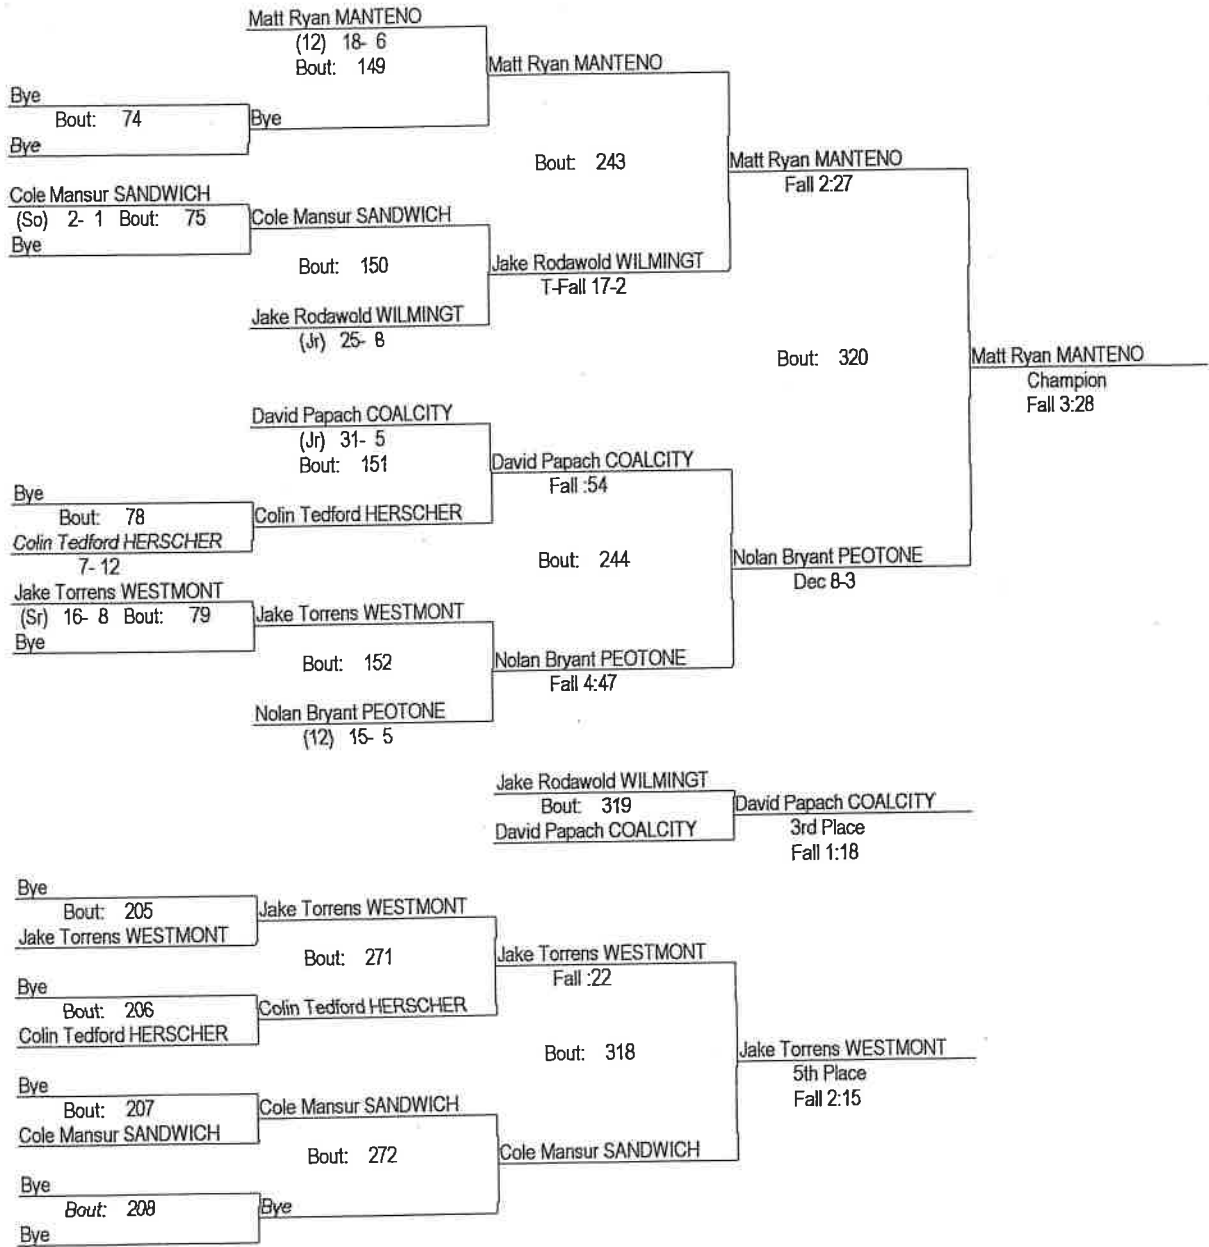 Matt Ryan MANTENO
(12) 18- 6
Bout: 149
Matt Ryan MANTENO
Bye
Bout: 74
Bye
Bye
Bout: 243
Matt Ryan MANTENO
Fall 2:27
Cole Mansur SANDWICH
(So) 2- 1 Bout: 75
Bye
Cole Mansur SANDWICH
Bout: 150
Jake Rodawold WILMINGT
T-Fall 17-2
Jake Rodawold WILMINGT
(Jr) 25- 8
Bout: 320
Matt Ryan MANTENO
Champion
Fall 3:28
David Papach COALCITY
(Jr) 31- 5
Bout: 151
David Papach COALCITY
Fall :54
Bye
Bout: 78
Colin Tedford HERSCHER
7- 12
Colin Tedford HERSCHER
Bout: 244
Nolan Bryant PEOTONE
Dec 8-3
Jake Torrens WESTMONT
(Sr) 16- 8 Bout: 79
Bye
Jake Torrens WESTMONT
Bout: 152
Nolan Bryant PEOTONE
Fall 4:47
Nolan Bryant PEOTONE
(12) 15- 5
Jake Rodawold WILMINGT
Bout: 319
David Papach COALCITY
David Papach COALCITY
3rd Place
Fall 1:18
Bye
Bout: 205
Jake Torrens WESTMONT
Jake Torrens WESTMONT
Bout: 271
Jake Torrens WESTMONT
Fall :22
Bye
Bout: 206
Colin Tedford HERSCHER
Colin Tedford HERSCHER
Bout: 318
Jake Torrens WESTMONT
5th Place
Fall 2:15
Bye
Bout: 207
Cole Mansur SANDWICH
Cole Mansur SANDWICH
Bout: 272
Cole Mansur SANDWICH
Bye
Bout: 208
Bye
Bye